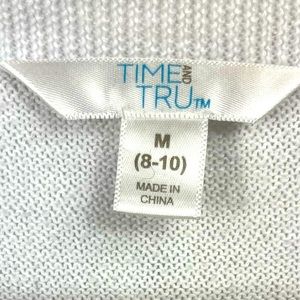 TIME AND
TRU™
M
(8-10)
MADE IN
CHINA